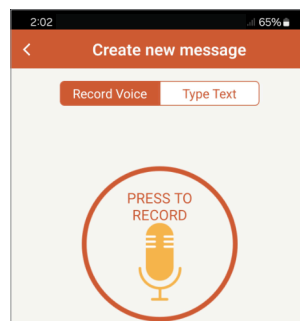 2:02 65%
Create new message
Record Voice Type Text
PRESS TO
RECORD